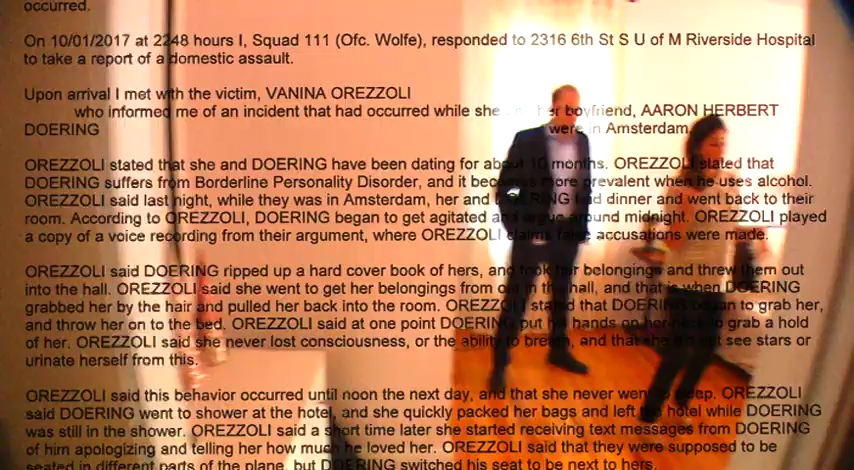 occurred.
On 10/01/2017 at 2248 hours I, Squad 111 (Ofc. Wolfe), responded to 2316 6th St S U of M Riverside Hospital
to take a report of a domestic assault.
Upon arrival I met with the victim, VANINA OREZZOLI
who informed me of an incident that had occurred while she her boyfriend, AARON HERBERT
DOERING were in Amsterdam.
OREZZOLI stated that she and DOERING have been dating for about 10 months. OREZZOLI stated that
DOERING suffers from Borderline Personality Disorder, and it becomes more prevalent when he uses alcohol.
OREZZOLI said last night, while they was in Amsterdam, her and DOERING had dinner and went back to their
room. According to OREZZOLI, DOERING began to get agitated and argue around midnight. OREZZOLI played
a copy of a voice recording from their argument, where OREZZOLI claims false accusations were made.
OREZZOLI said DOERING ripped up a hard cover book of hers, and took her belongings and threw them out
into the hall. OREZZOLI said she went to get her belongings from out in the hall, and that is when DOERING
grabbed her by the hair and pulled her back into the room. OREZZOLI stated that DOERING began to grab her,
and throw her on to the bed. OREZZOLI said at one point DOERING put his hands on her neck to grab a hold
of her. OREZZOLI said she never lost consciousness, or the ability to breath, and that she did not see stars or
urinate herself from this.
OREZZOLI said this behavior occurred until noon the next day, and that she never went to sleep. OREZZOLI
said DOERING went to shower at the hotel, and she quickly packed her bags and left the hotel while DOERING
was still in the shower. OREZZOLI said a short time later she started receiving text messages from DOERING
of him apologizing and telling her how much he loved her. OREZZOLI said that they were supposed to be
seated in different parts of the plane, but DOERING switched his seat to be next to hers.